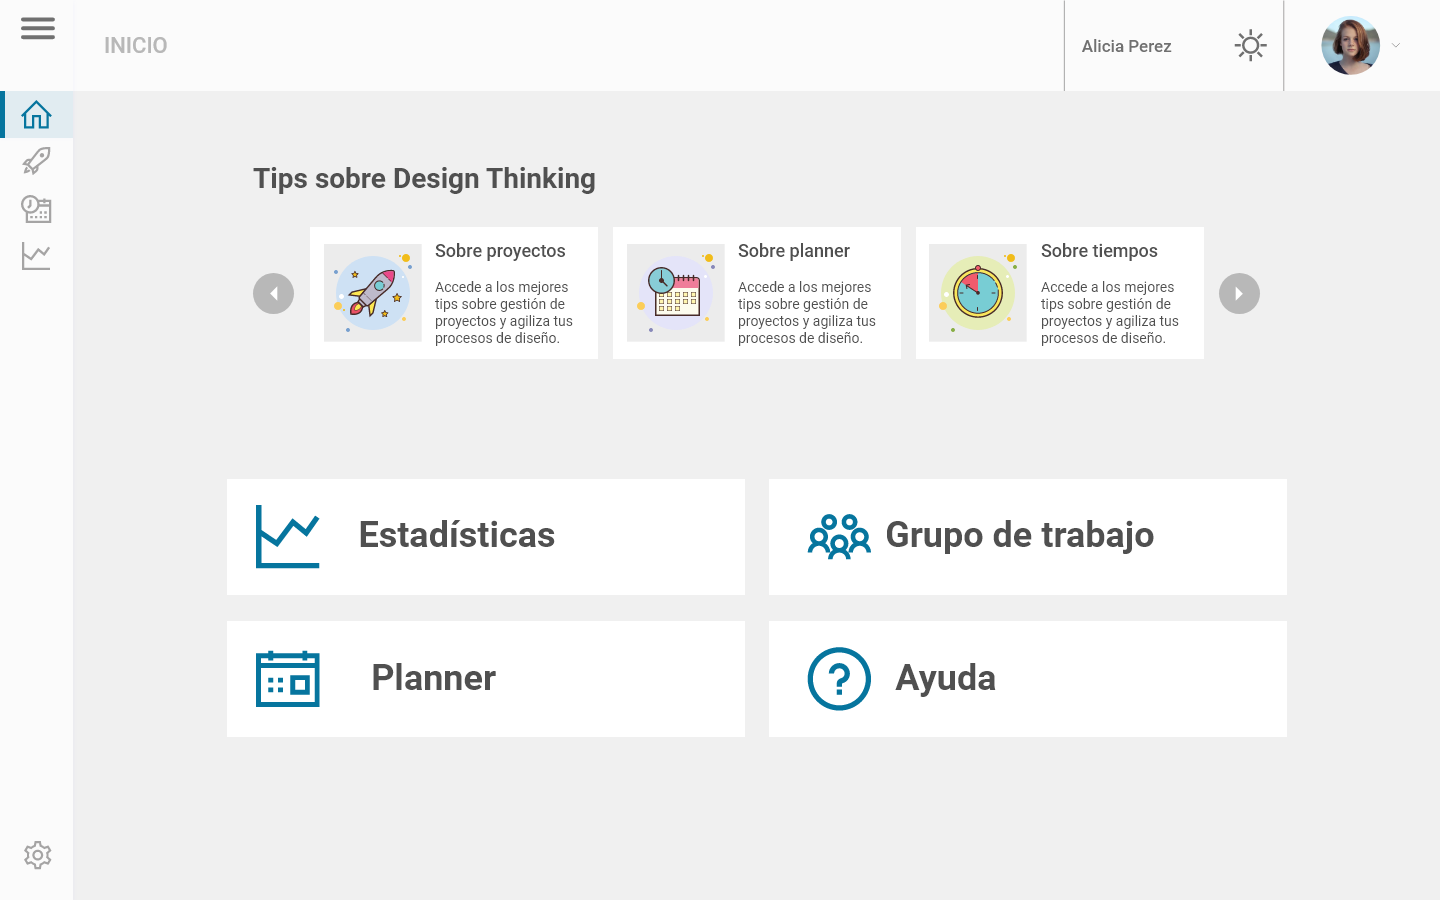 INICIO
Alicia Perez
Tips sobre Design Thinking
Sobre proyectos
Accede a los mejores
tips sobre gestión de
proyectos y agiliza tus
procesos de diseño.
Sobre planner
Accede a los mejores
tips sobre gestión de
proyectos y agiliza tus
procesos de diseño.
Sobre tiempos
Accede a los mejores
tips sobre gestión de
proyectos y agiliza tus
procesos de diseño.
Estadísticas
Grupo de trabajo
Planner
Ayuda